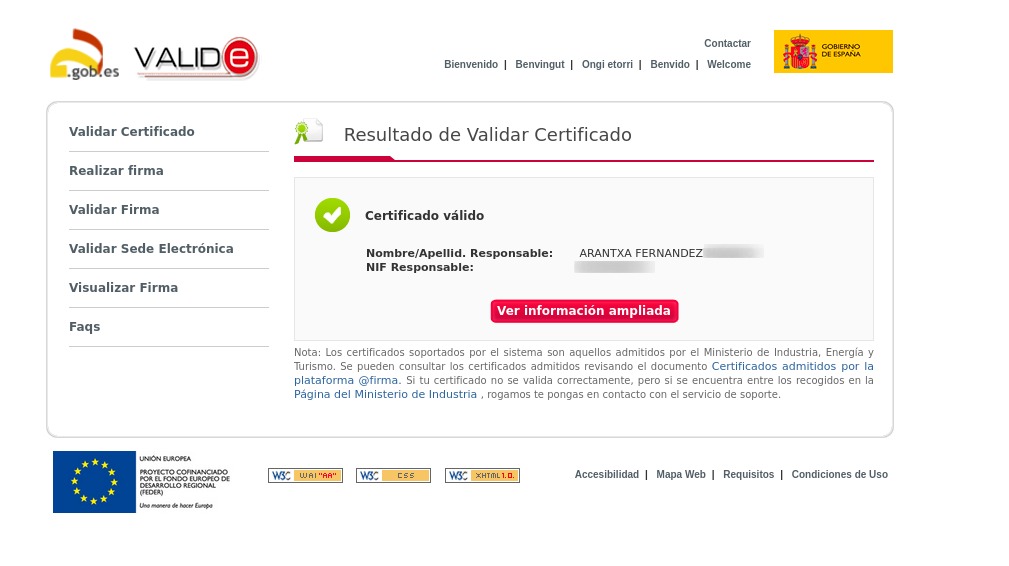 .gob.es
VALIDe
Contactar
Bienvenido | Benvingut | Ongi etorri | Benvido | Welcome
GOBIERNO
DE ESPAÑA
Validar Certificado
Realizar firma
Validar Firma
Validar Sede Electrónica
Visualizar Firma
Faqs
Resultado de Validar Certificado
Certificado válido
Nombre/Apellid. Responsable: ARANTXA FERNANDEZ
NIF Responsable:
Ver información ampliada
Nota: Los certificados soportados por el sistema son aquellos admitidos por el Ministerio de Industria, Energía y
Turismo. Se pueden consultar los certificados admitidos revisando el documento Certificados admitidos por la
plataforma @firma. Si tu certificado no se valida correctamente, pero si se encuentra entre los recogidos en la
Página del Ministerio de Industria , rogamos te pongas en contacto con el servicio de soporte.
UNIÓN EUROPEA
PROYECTO COFINANCIADO
POR EL FONDO EUROPEO DE
DESARROLLO REGIONAL
(FEDER)
Una manera de hacer Europa
W3C WAI "AA"
W3C CSS
W3C XHTML 1.0.
Accesibilidad | Mapa Web | Requisitos | Condiciones de Uso